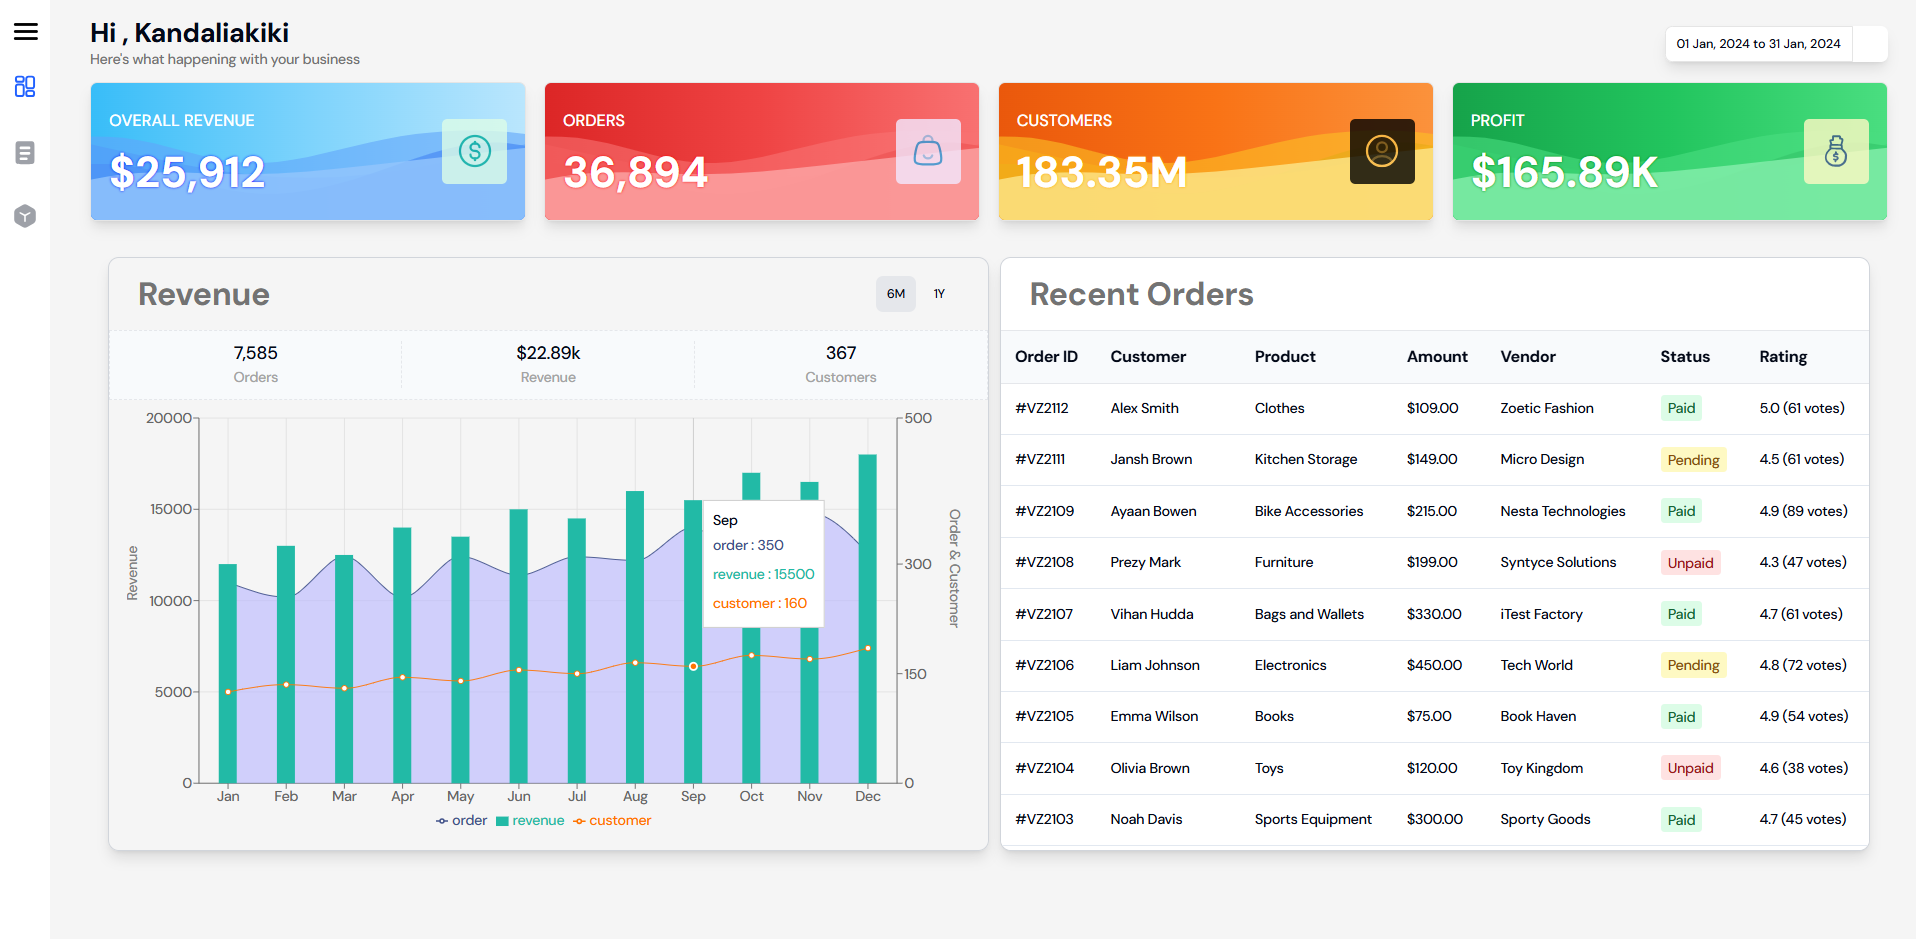 Hi , Kandaliakiki
Here's what happening with your business
01 Jan, 2024 to 31 Jan, 2024
OVERALL REVENUE
$25,912
ORDERS
36,894
CUSTOMERS
183.35M
PROFIT
$165.89K
Revenue
6M 1Y
7,585 $22.89k 367
Orders Revenue Customers
20000 500
15000
10000 300
5000 150
0 0
Revenue
Order & Customer
Sep
order : 350
revenue : 15500
customer : 160
Jan Feb Mar Apr May Jun Jul Aug Sep Oct Nov Dec
order revenue customer
Recent Orders
Order ID Customer Product Amount Vendor Status Rating
#VZ2112 Alex Smith Clothes $109.00 Zoetic Fashion Paid 5.0 (61 votes)
#VZ2111 Jansh Brown Kitchen Storage $149.00 Micro Design Pending 4.5 (61 votes)
#VZ2109 Ayaan Bowen Bike Accessories $215.00 Nesta Technologies Paid 4.9 (89 votes)
#VZ2108 Prezy Mark Furniture $199.00 Syntyce Solutions Unpaid 4.3 (47 votes)
#VZ2107 Vihan Hudda Bags and Wallets $330.00 iTest Factory Paid 4.7 (61 votes)
#VZ2106 Liam Johnson Electronics $450.00 Tech World Pending 4.8 (72 votes)
#VZ2105 Emma Wilson Books $75.00 Book Haven Paid 4.9 (54 votes)
#VZ2104 Olivia Brown Toys $120.00 Toy Kingdom Unpaid 4.6 (38 votes)
#VZ2103 Noah Davis Sports Equipment $300.00 Sporty Goods Paid 4.7 (45 votes)